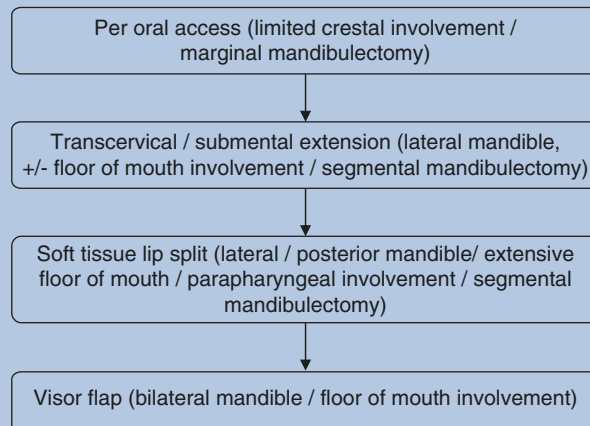 Per oral access (limited crestal involvement /
marginal mandibulectomy)
Transcervical / submental extension (lateral mandible,
+/- floor of mouth involvement / segmental mandibulectomy)
Soft tissue lip split (lateral / posterior mandible/ extensive
floor of mouth / parapharyngeal involvement / segmental
mandibulectomy)
Visor flap (bilateral mandible / floor of mouth involvement)